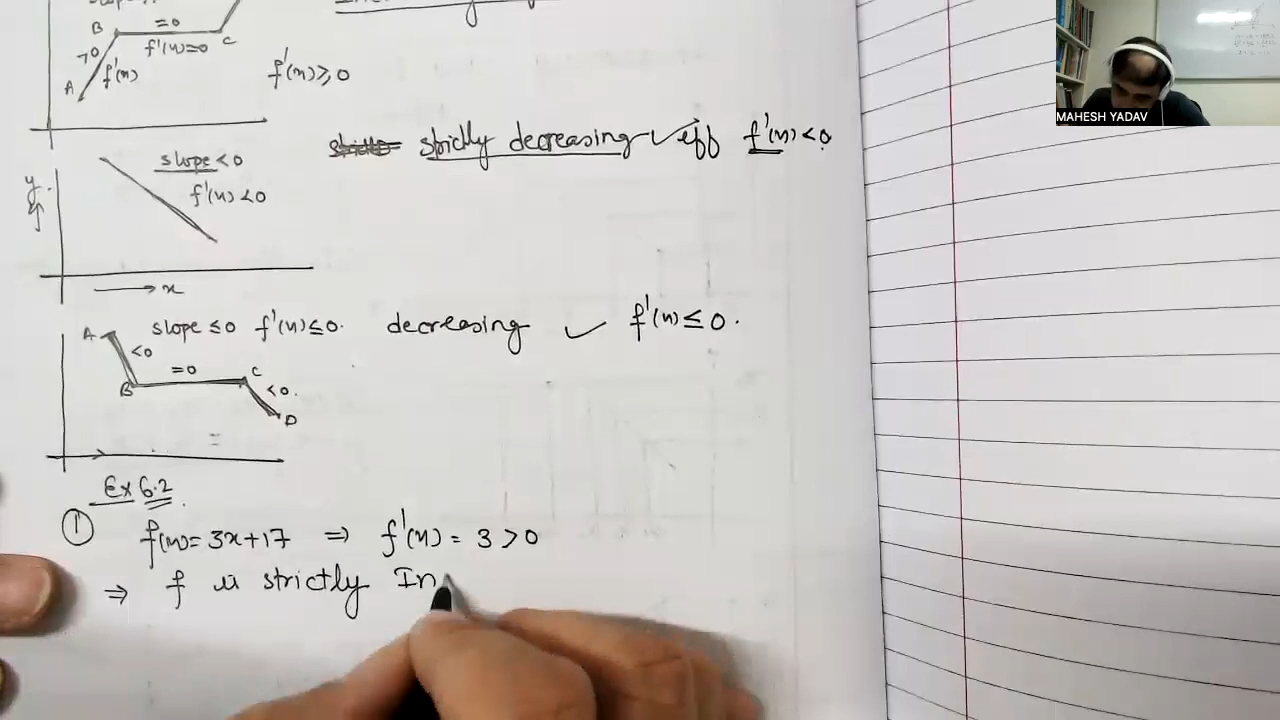 =0
B
f'(x)=0
C
>0
f'(x)
A
f'(x)≥0
MAHESH YADAV
strictly decreasing ✓ iff f'(x)<0
slope<0
f'(x)<0
y
→ x
A
slope ≤0 f'(x)≤0. decreasing ✓ f'(x)≤0.
<0
=0
C
B
<0.
D
=
Ex 6.2
① f(x)=3x+17 ⇒ f'(x)=3>0
⇒ f is strictly In